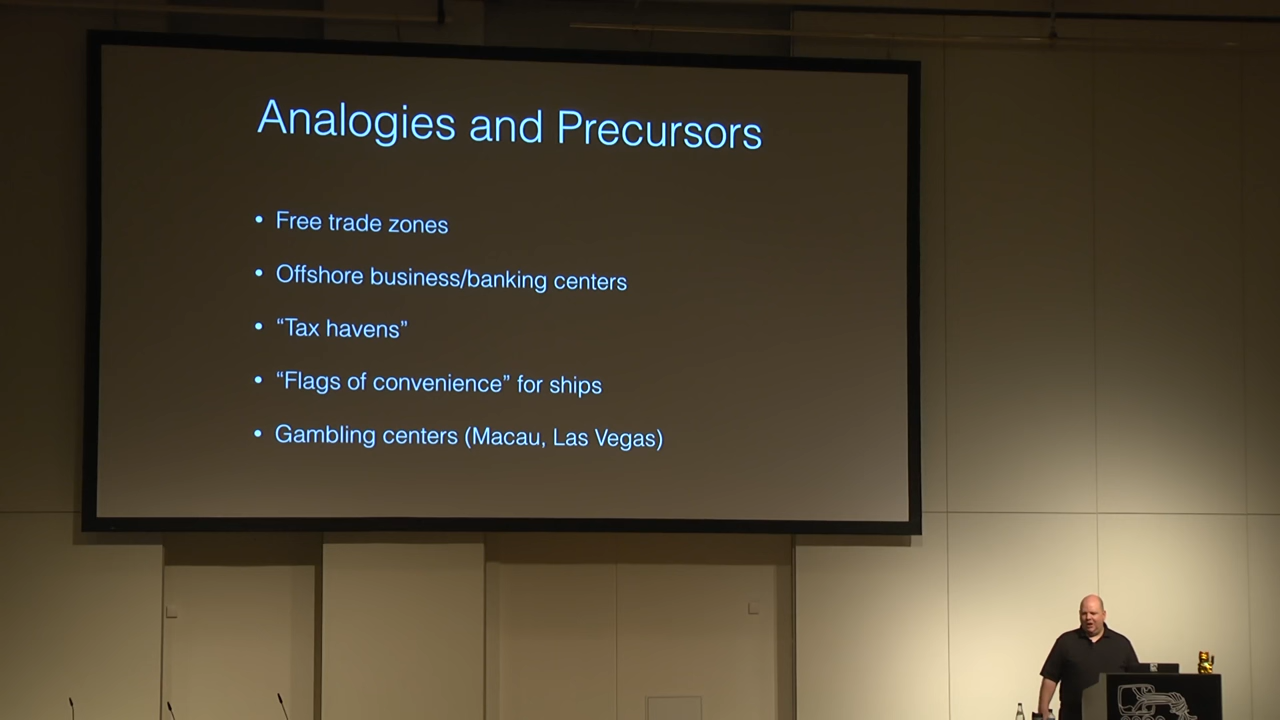 Analogies and Precursors
• Free trade zones
• Offshore business/banking centers
• “Tax havens”
• “Flags of convenience” for ships
• Gambling centers (Macau, Las Vegas)